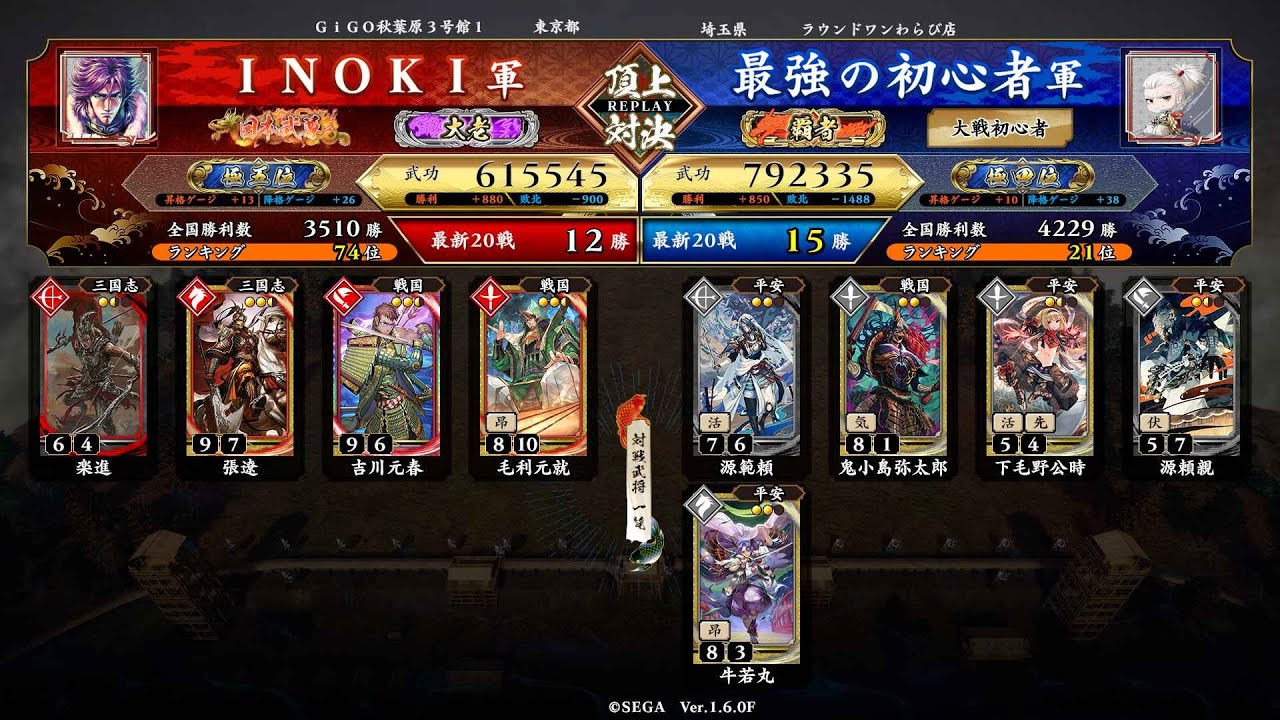 GiGO秋葉原3号館1 東京都
埼玉県 ラウンドワンわらび店
INOKI軍
頂上
REPLAY
対決
最強の初心者軍
大老
覇者
大戦初心者
極王位
武功 615545
武功 792335
極甲位
昇格ゲージ +13 降格ゲージ +26
勝利 +880 敗北 -900
勝利 +850 敗北 -1488
昇格ゲージ +10 降格ゲージ +38
全国勝利数 3510勝
ランキング 74位
最新20戦 12勝
最新20戦 15勝
全国勝利数 4229勝
ランキング 21位
三国志
6 4
楽進
三国志
9 7
張遼
戦国
9 6
吉川元春
戦国
昂
8 10
毛利元就
対戦武将一覧
平安
活
7 6
源範頼
戦国
気
8 1
鬼小島弥太郎
平安
活 先
5 4
下毛野公時
平安
伏
5 7
源頼親
平安
昂
8 3
牛若丸
©SEGA Ver.1.6.0F